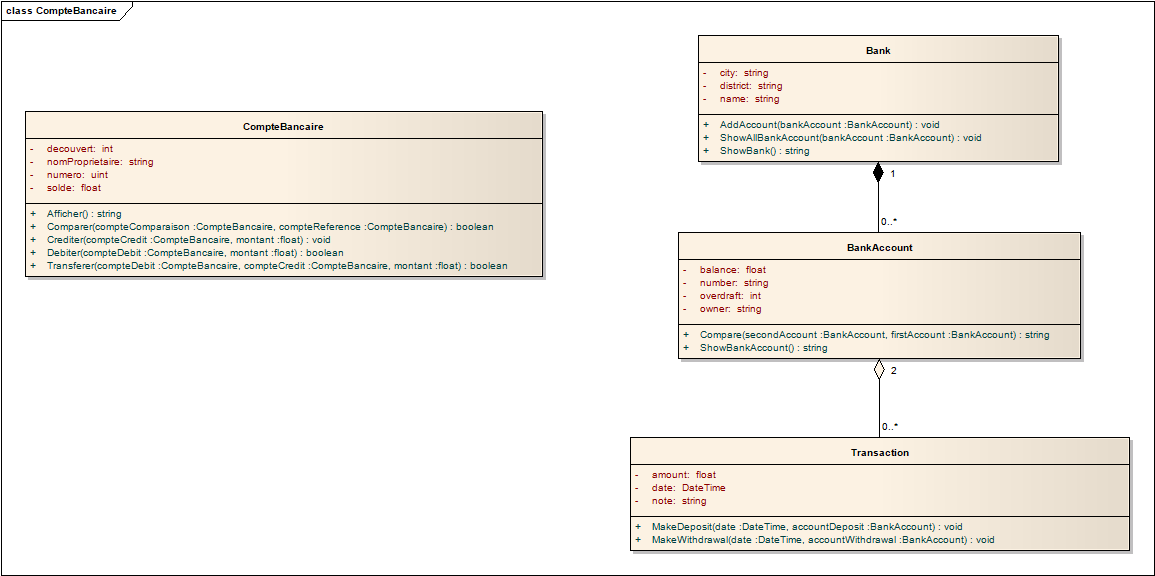 class CompteBancaire
CompteBancaire
- decouvert: int
- nomProprietaire: string
- numero: uint
- solde: float
+ Afficher() : string
+ Comparer(compteComparaison :CompteBancaire, compteReference :CompteBancaire) : boolean
+ Crediter(compteCredit :CompteBancaire, montant :float) : void
+ Debiter(compteDebit :CompteBancaire, montant :float) : boolean
+ Transferer(compteDebit :CompteBancaire, compteCredit :CompteBancaire, montant :float) : boolean
Bank
- city: string
- district: string
- name: string
+ AddAccount(bankAccount :BankAccount) : void
+ ShowAllBankAccount(bankAccount :BankAccount) : void
+ ShowBank() : string
1
0..*
BankAccount
- balance: float
- number: string
- overdraft: int
- owner: string
+ Compare(secondAccount :BankAccount, firstAccount :BankAccount) : string
+ ShowBankAccount() : string
2
0..*
Transaction
- amount: float
- date: DateTime
- note: string
+ MakeDeposit(date :DateTime, accountDeposit :BankAccount) : void
+ MakeWithdrawal(date :DateTime, accountWithdrawal :BankAccount) : void